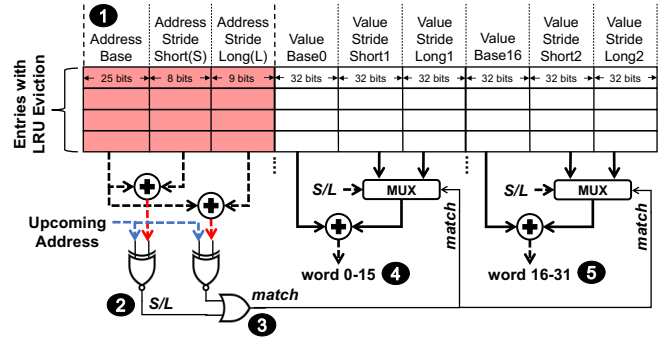 1
Address Base
Address Stride Short(S)
Address Stride Long(L)
Value Base0
Value Stride Short1
Value Stride Long1
Value Base16
Value Stride Short2
Value Stride Long2
Entries with
LRU Eviction
25 bits
8 bits
9 bits
32 bits
32 bits
32 bits
32 bits
32 bits
32 bits
S/L
MUX
S/L
MUX
Upcoming
Address
match
match
word 0-15
4
word 16-31
5
2
S/L
match
3